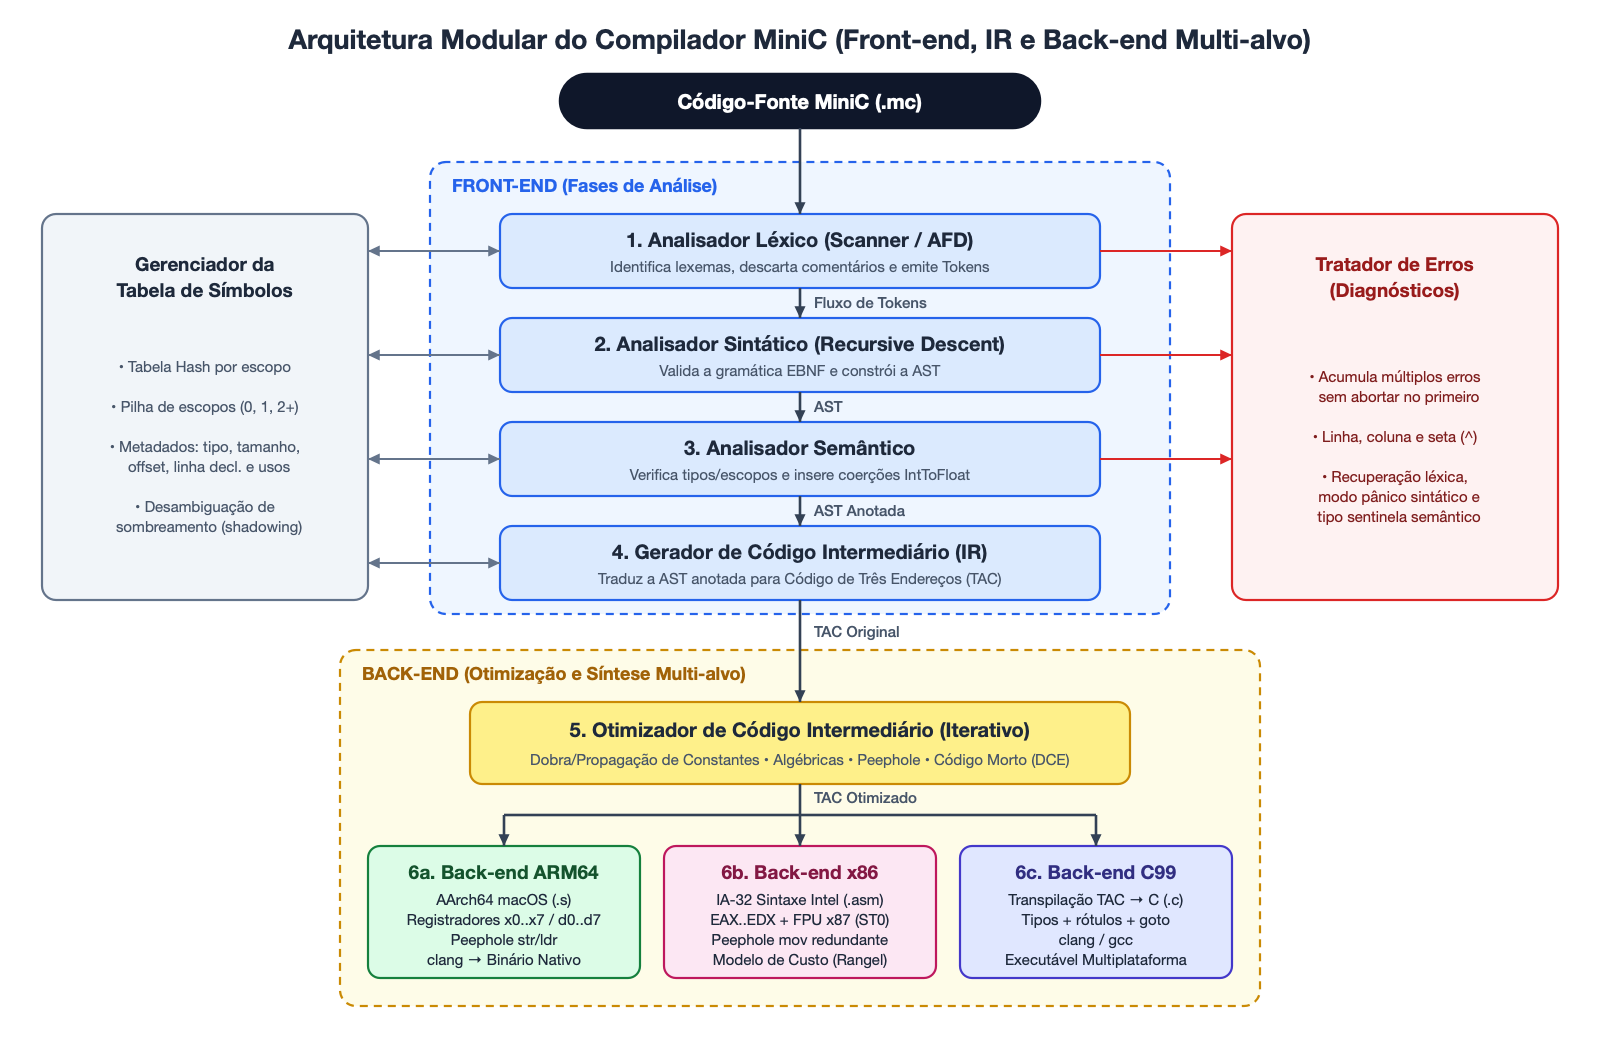 Arquitetura Modular do Compilador MiniC (Front-end, IR e Back-end Multi-alvo)
Código-Fonte MiniC (.mc)
FRONT-END (Fases de Análise)
Gerenciador da
Tabela de Símbolos
• Tabela Hash por escopo
• Pilha de escopos (0, 1, 2+)
• Metadados: tipo, tamanho,
offset, linha decl. e usos
• Desambiguação de
sombreamento (shadowing)
1. Analisador Léxico (Scanner / AFD)
Identifica lexemas, descarta comentários e emite Tokens
Fluxo de Tokens
2. Analisador Sintático (Recursive Descent)
Valida a gramática EBNF e constrói a AST
AST
3. Analisador Semântico
Verifica tipos/escopos e insere coerções IntToFloat
AST Anotada
4. Gerador de Código Intermediário (IR)
Traduz a AST anotada para Código de Três Endereços (TAC)
Tratador de Erros
(Diagnósticos)
• Acumula múltiplos erros
sem abortar no primeiro
• Linha, coluna e seta (^)
• Recuperação léxica,
modo pânico sintático e
tipo sentinela semântico
TAC Original
BACK-END (Otimização e Síntese Multi-alvo)
5. Otimizador de Código Intermediário (Iterativo)
Dobra/Propagação de Constantes • Algébricas • Peephole • Código Morto (DCE)
TAC Otimizado
6a. Back-end ARM64
AArch64 macOS (.s)
Registradores x0..x7 / d0..d7
Peephole str/ldr
clang → Binário Nativo
6b. Back-end x86
IA-32 Sintaxe Intel (.asm)
EAX..EDX + FPU x87 (ST0)
Peephole mov redundante
Modelo de Custo (Rangel)
6c. Back-end C99
Transpilação TAC → C (.c)
Tipos + rótulos + goto
clang / gcc
Executável Multiplataforma